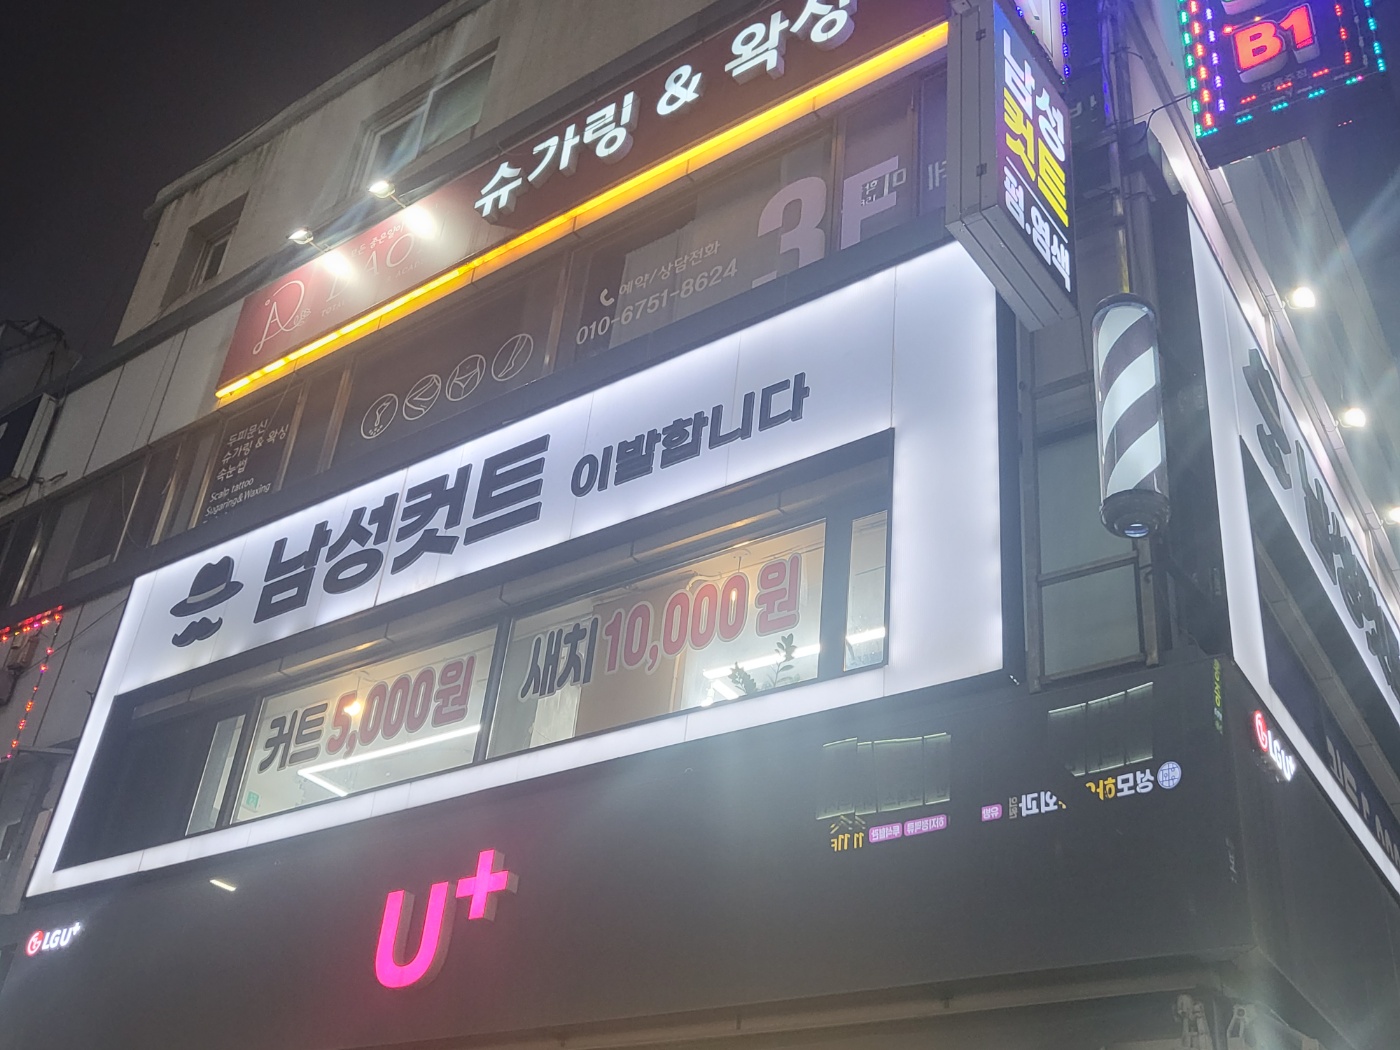 슈가링 & 왁싱
남성
컷트
펌.염색
B1
3F
예약/상담전화
010-6751-8624
두피문신
슈가링 & 왁싱
속눈썹
Scalp tattoo
Sugaring&Waxing
남성컷트 이발합니다
커트 5,000원
새치 10,000원
U+
LGU+
LGU+